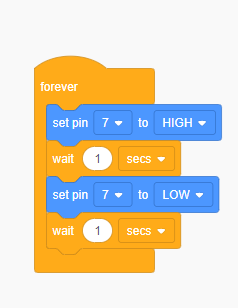 forever
set pin 7 to HIGH
wait 1 secs
set pin 7 to LOW
wait 1 secs